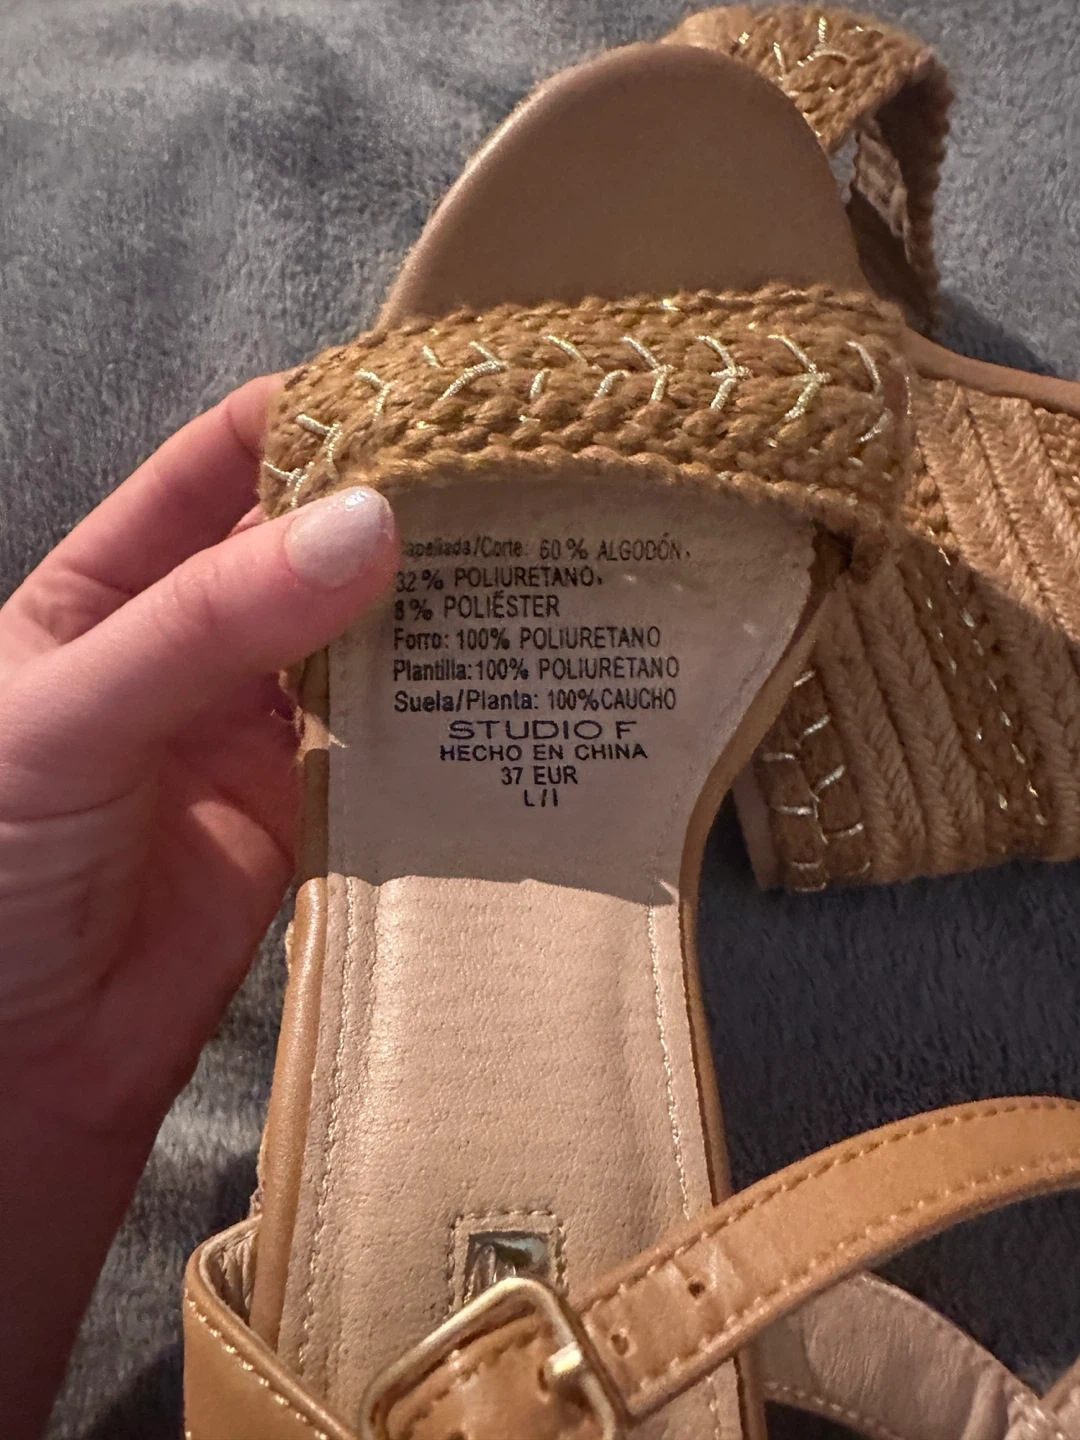 Capellada/Corte: 60% ALGODÓN,
32% POLIURETANO,
8% POLIÉSTER
Forro: 100% POLIURETANO
Plantilla:100% POLIURETANO
Suela/Planta: 100%CAUCHO
STUDIO F
HECHO EN CHINA
37 EUR
L/I